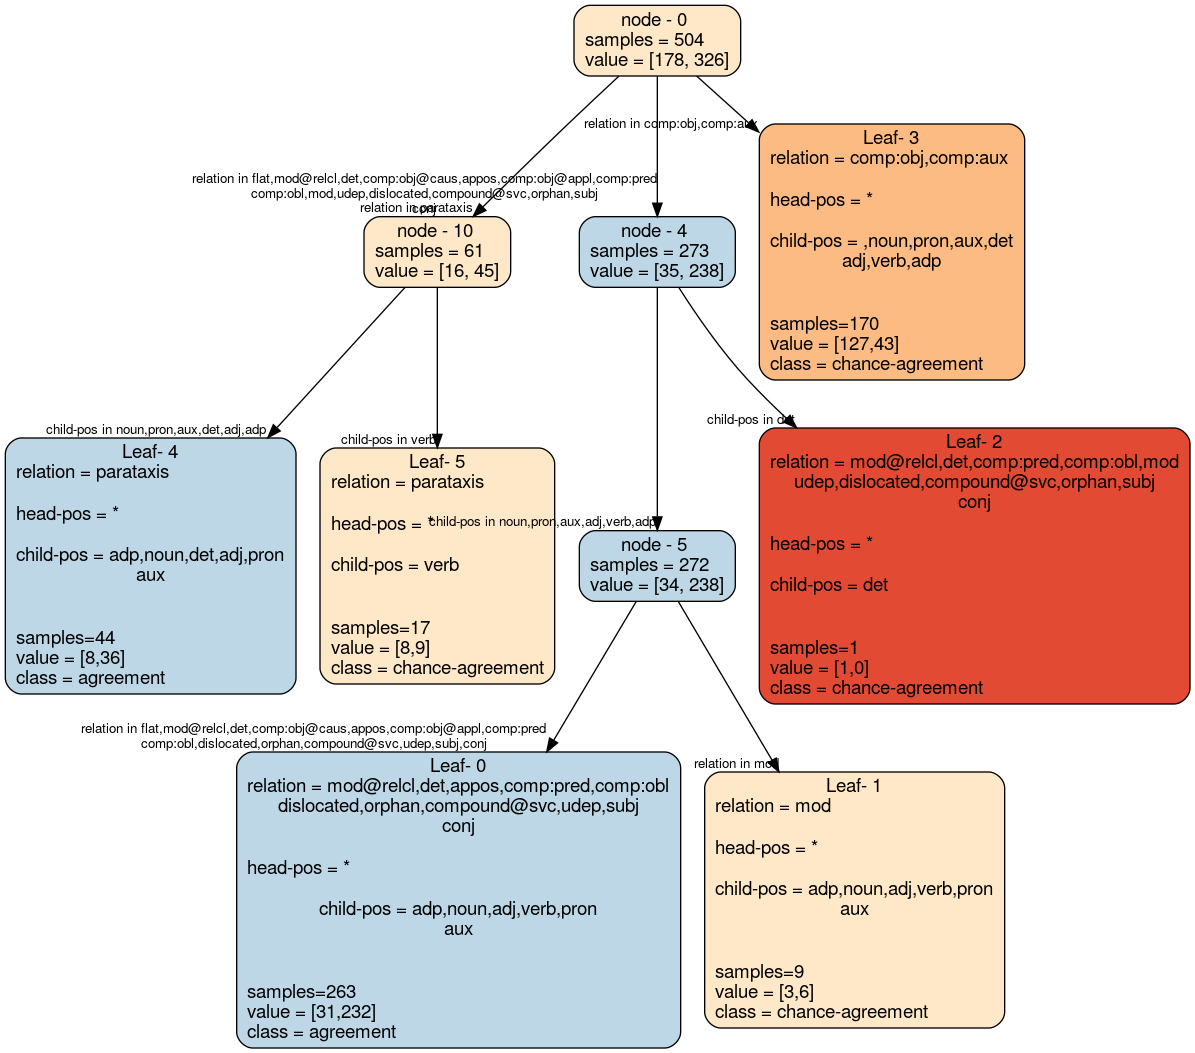 node - 0
samples = 504
value = [178, 326]
relation in comp:obj,comp:aux
relation in flat,mod@relcl,det,comp:obj@caus,appos,comp:obj@appl,comp:pred
comp:obl,mod,udep,dislocated,compound@svc,orphan,subj
conj
relation in parataxis
Leaf- 3
relation = comp:obj,comp:aux
head-pos = *
child-pos = ,noun,pron,aux,det
adj,verb,adp
samples=170
value = [127,43]
class = chance-agreement
node - 10
samples = 61
value = [16, 45]
node - 4
samples = 273
value = [35, 238]
child-pos in noun,pron,aux,det,adj,adp
child-pos in verb
child-pos in det
Leaf- 4
relation = parataxis
head-pos = *
child-pos = adp,noun,det,adj,pron
aux
samples=44
value = [8,36]
class = agreement
Leaf- 5
relation = parataxis
head-pos = *
child-pos = verb
samples=17
value = [8,9]
class = chance-agreement
child-pos in noun,pron,aux,adj,verb,adp
node - 5
samples = 272
value = [34, 238]
Leaf- 2
relation = mod@relcl,det,comp:pred,comp:obl,mod
udep,dislocated,compound@svc,orphan,subj
conj
head-pos = *
child-pos = det
samples=1
value = [1,0]
class = chance-agreement
relation in flat,mod@relcl,det,comp:obj@caus,appos,comp:obj@appl,comp:pred
comp:obl,dislocated,orphan,compound@svc,udep,subj,conj
relation in mod
Leaf- 0
relation = mod@relcl,det,appos,comp:pred,comp:obl
dislocated,orphan,compound@svc,udep,subj
conj
head-pos = *
child-pos = adp,noun,adj,verb,pron
aux
samples=263
value = [31,232]
class = agreement
Leaf- 1
relation = mod
head-pos = *
child-pos = adp,noun,adj,verb,pron
aux
samples=9
value = [3,6]
class = chance-agreement